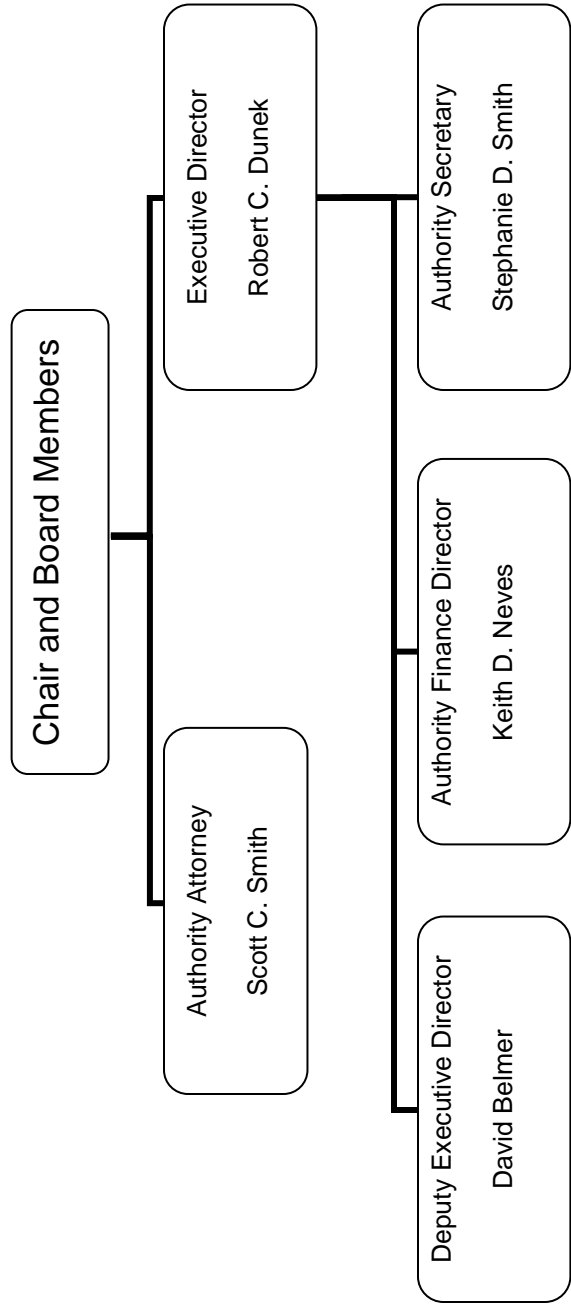 Chair and Board Members
Authority Attorney
Scott C. Smith
Executive Director
Robert C. Dunek
Deputy Executive Director
David Belmer
Authority Finance Director
Keith D. Neves
Authority Secretary
Stephanie D. Smith